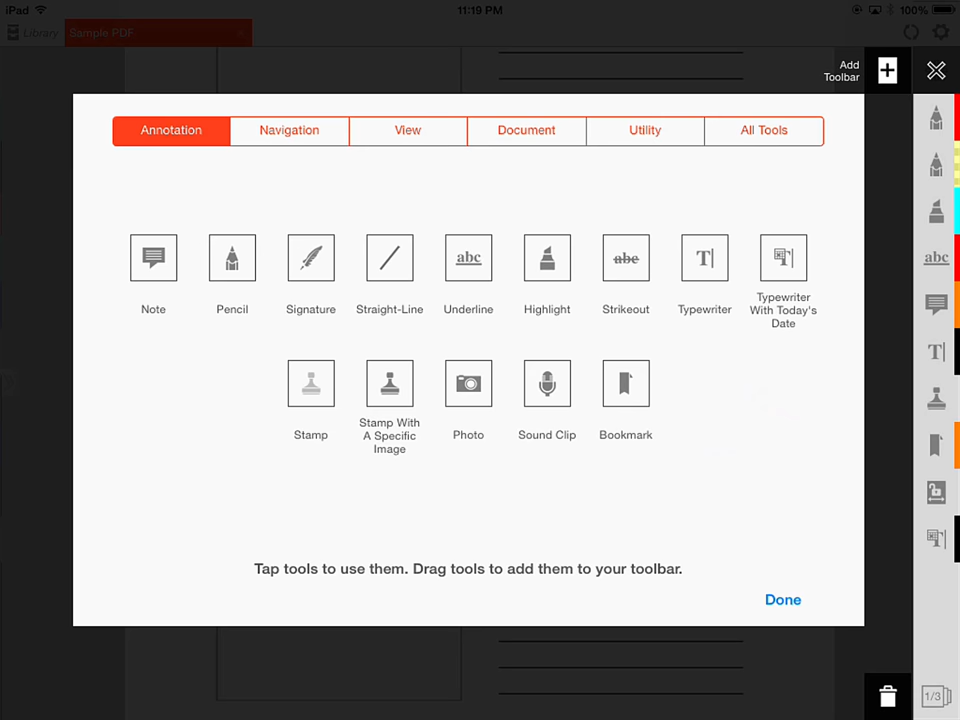 iPad
11:19 PM
100%
Library
Sample PDF
Add
Toolbar
Annotation
Navigation
View
Document
Utility
All Tools
abc
abc
T
T
Note
Pencil
Signature
Straight-Line
Underline
Highlight
Strikeout
Typewriter
Typewriter
With Today's
Date
Stamp
Stamp With
A Specific
Image
Photo
Sound Clip
Bookmark
Tap tools to use them. Drag tools to add them to your toolbar.
Done
abc
T
T
1/3